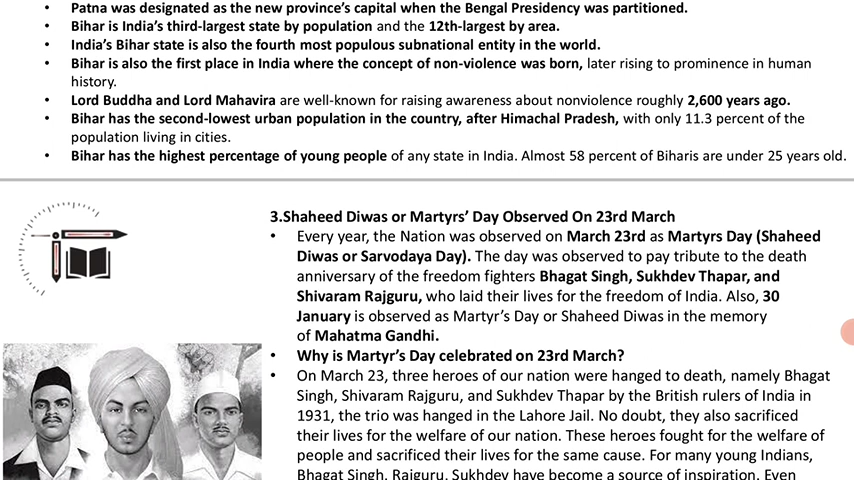 • Patna was designated as the new province’s capital when the Bengal Presidency was partitioned.
• Bihar is India’s third-largest state by population and the 12th-largest by area.
• India’s Bihar state is also the fourth most populous subnational entity in the world.
• Bihar is also the first place in India where the concept of non-violence was born, later rising to prominence in human
history.
• Lord Buddha and Lord Mahavira are well-known for raising awareness about nonviolence roughly 2,600 years ago.
• Bihar has the second-lowest urban population in the country, after Himachal Pradesh, with only 11.3 percent of the
population living in cities.
• Bihar has the highest percentage of young people of any state in India. Almost 58 percent of Biharis are under 25 years old.
3.Shaheed Diwas or Martyrs’ Day Observed On 23rd March
• Every year, the Nation was observed on March 23rd as Martyrs Day (Shaheed
Diwas or Sarvodaya Day). The day was observed to pay tribute to the death
anniversary of the freedom fighters Bhagat Singh, Sukhdev Thapar, and
Shivaram Rajguru, who laid their lives for the freedom of India. Also, 30
January is observed as Martyr’s Day or Shaheed Diwas in the memory
of Mahatma Gandhi.
• Why is Martyr’s Day celebrated on 23rd March?
• On March 23, three heroes of our nation were hanged to death, namely Bhagat
Singh, Shivaram Rajguru, and Sukhdev Thapar by the British rulers of India in
1931, the trio was hanged in the Lahore Jail. No doubt, they also sacrificed
their lives for the welfare of our nation. These heroes fought for the welfare of
people and sacrificed their lives for the same cause. For many young Indians,
Bhagat Singh, Rajguru, Sukhdev have become a source of inspiration. Even